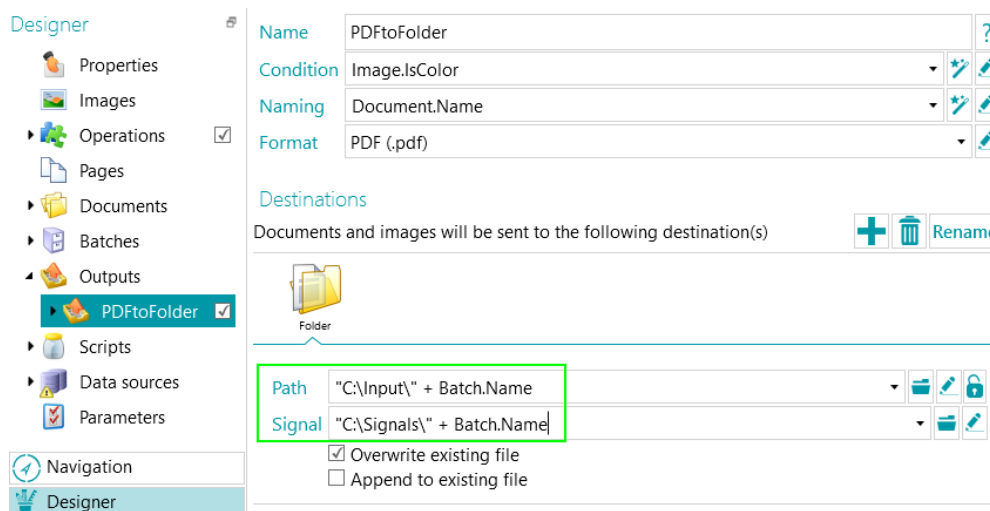 Designer
Properties
Images
Operations
Pages
Documents
Batches
Outputs
PDFtoFolder
Scripts
Data sources
Parameters
Navigation
Designer
Name PDFtoFolder ?
Condition Image.IsColor
Naming Document.Name
Format PDF (.pdf)
Destinations
Documents and images will be sent to the following destination(s) Rename
Folder
Path "C:\Input\" + Batch.Name
Signal "C:\Signals\" + Batch.Name
Overwrite existing file
Append to existing file